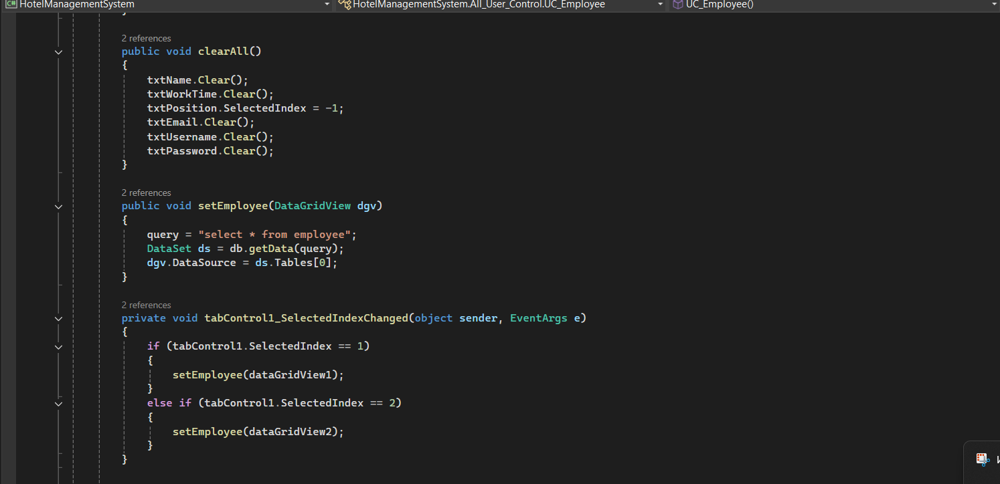 C# HotelManagementSystem HotelManagementSystem.All_User_Control.UC_Employee UC_Employee()
}
2 references
public void clearAll()
{
txtName.Clear();
txtWorkTime.Clear();
txtPosition.SelectedIndex = -1;
txtEmail.Clear();
txtUsername.Clear();
txtPassword.Clear();
}
2 references
public void setEmployee(DataGridView dgv)
{
query = "select * from employee";
DataSet ds = db.getData(query);
dgv.DataSource = ds.Tables[0];
}
2 references
private void tabControl1_SelectedIndexChanged(object sender, EventArgs e)
{
if (tabControl1.SelectedIndex == 1)
{
setEmployee(dataGridView1);
}
else if (tabControl1.SelectedIndex == 2)
{
setEmployee(dataGridView2);
}
}